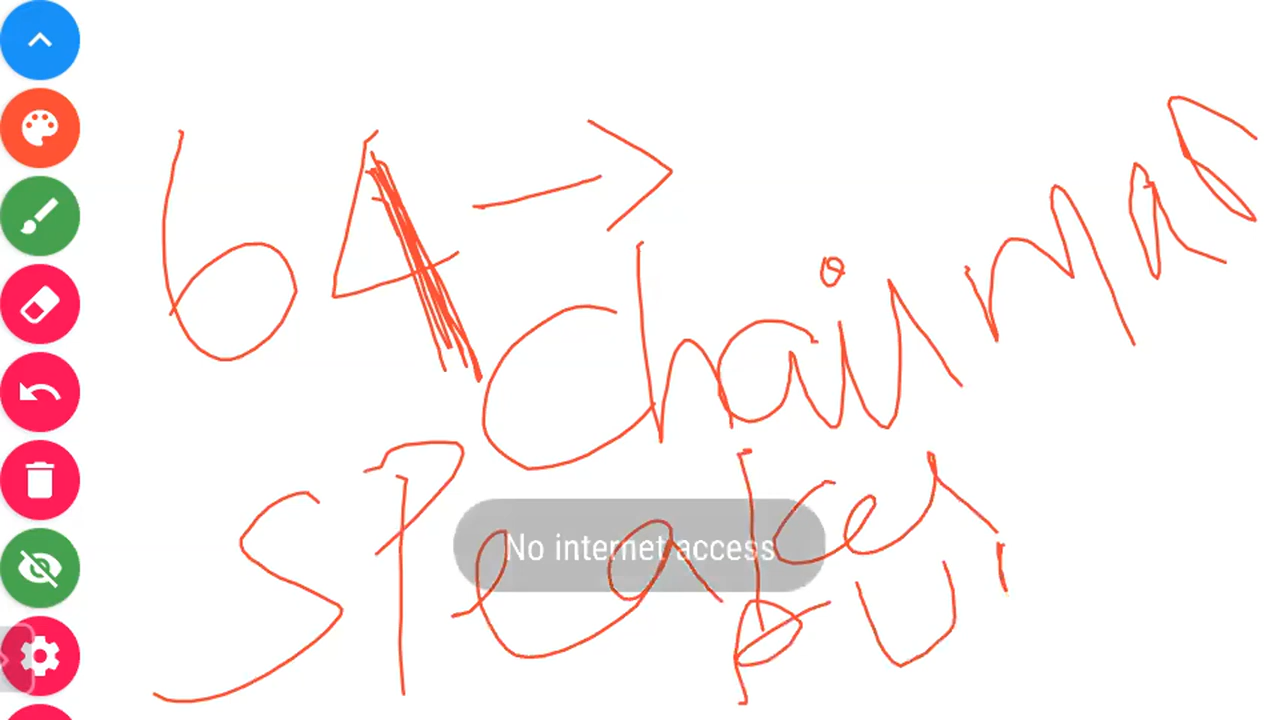 64 →
Chairman
Speaker
No internet access